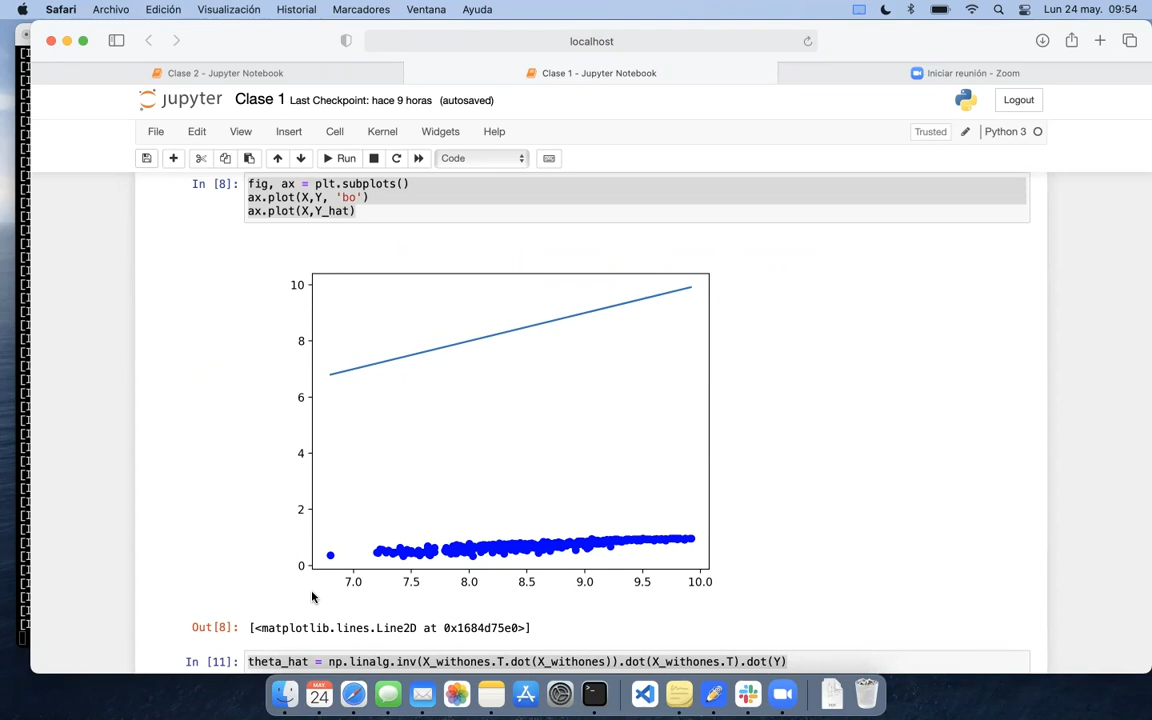 Safari Archivo Edición Visualización Historial Marcadores Ventana Ayuda Lun 24 may. 09:54
localhost
Clase 2 - Jupyter Notebook Clase 1 - Jupyter Notebook Iniciar reunión - Zoom
jupyter Clase 1 Last Checkpoint: hace 9 horas (autosaved) Logout
File Edit View Insert Cell Kernel Widgets Help Trusted Python 3
Run Code
In [8]: fig, ax = plt.subplots()
ax.plot(X,Y, 'bo')
ax.plot(X,Y_hat)
10
8
6
4
2
0
7.0 7.5 8.0 8.5 9.0 9.5 10.0
Out[8]: [<matplotlib.lines.Line2D at 0x1684d75e0>]
In [11]: theta_hat = np.linalg.inv(X_withones.T.dot(X_withones)).dot(X_withones.T).dot(Y)
MAY
24